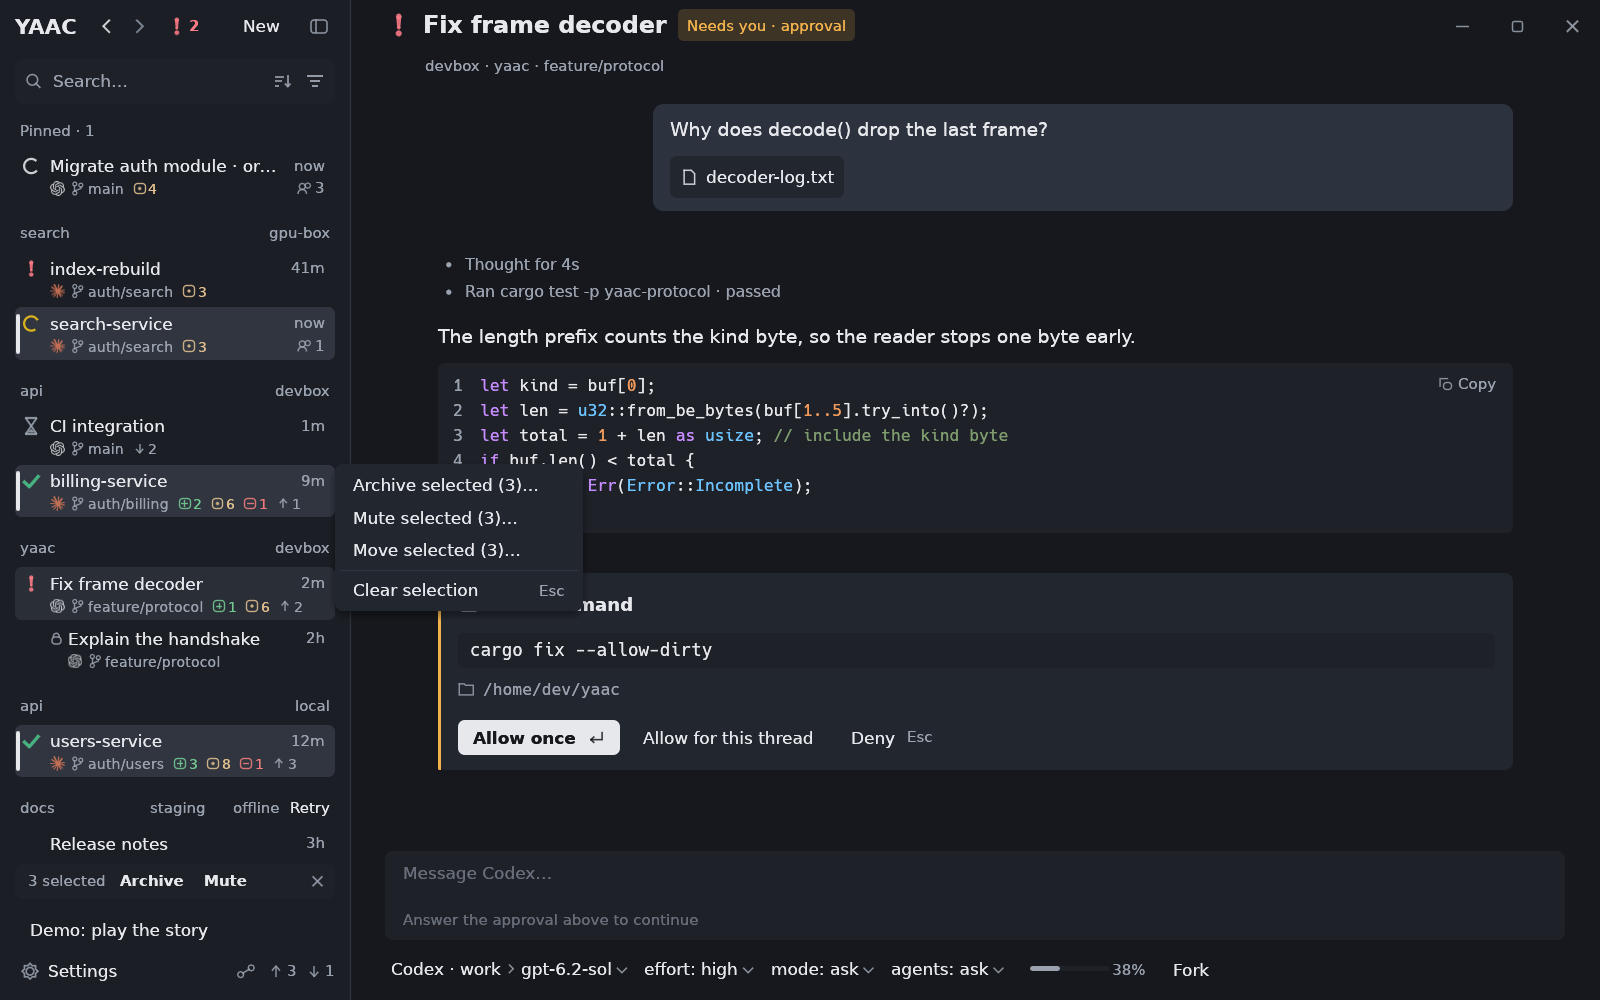 YAAC
2
New
Search…
Pinned · 1
Migrate auth module · or… now
main 4 3
search gpu-box
index-rebuild 41m
auth/search 3
search-service now
auth/search 3 1
api devbox
CI integration 1m
main ↓2
billing-service 9m
auth/billing 2 6 1 ↑1
yaac devbox
Fix frame decoder 2m
feature/protocol 1 6 ↑2
Explain the handshake 2h
feature/protocol
api local
users-service 12m
auth/users 3 8 1 ↑3
docs staging offline Retry
Release notes 3h
3 selected Archive Mute
Demo: play the story
Settings ↑3 ↓1
Fix frame decoder Needs you · approval
devbox · yaac · feature/protocol
Why does decode() drop the last frame?
decoder-log.txt
• Thought for 4s
• Ran cargo test -p yaac-protocol · passed
The length prefix counts the kind byte, so the reader stops one byte early.
Copy
1 let kind = buf[0];
2 let len = u32::from_be_bytes(buf[1..5].try_into()?);
3 let total = 1 + len as usize; // include the kind byte
4 if buf.len() < total {
Err(Error::Incomplete);
Archive selected (3)…
Mute selected (3)…
Move selected (3)…
Clear selection Esc
cargo fix --allow-dirty
/home/dev/yaac
Allow once Allow for this thread Deny Esc
Message Codex…
Answer the approval above to continue
Codex · work gpt-6.2-sol effort: high mode: ask agents: ask 38% Fork